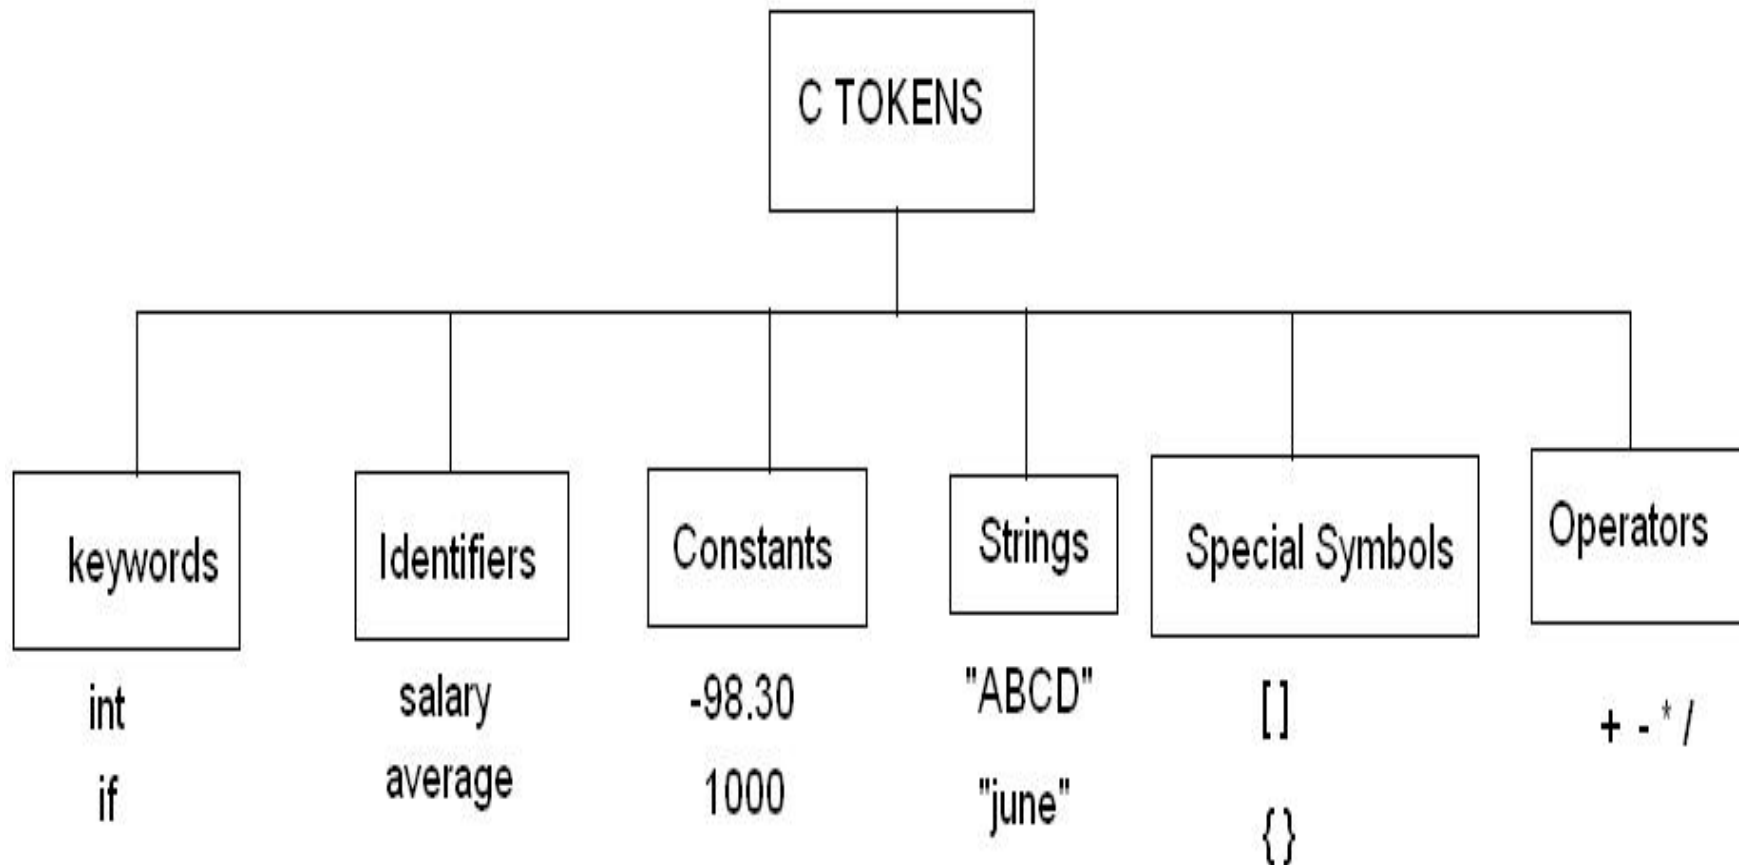 C TOKENS
keywords
Identifiers
Constants
Strings
Special Symbols
Operators
int
if
salary
average
-98.30
1000
"ABCD"
"june"
[ ]
{ }
+ - * /